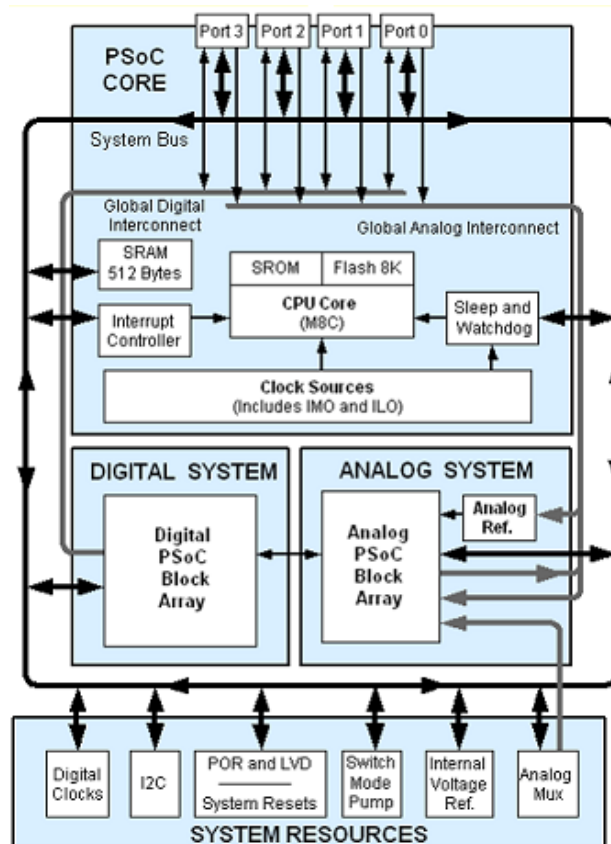 Port 3 Port 2 Port 1 Port 0
PSoC
CORE
System Bus
Global Digital
Interconnect
Global Analog Interconnect
SRAM
512 Bytes
SROM Flash 8K
CPU Core
(M8C)
Interrupt
Controller
Sleep and
Watchdog
Clock Sources
(Includes IMO and ILO)
DIGITAL SYSTEM
Digital
PSoC
Block
Array
ANALOG SYSTEM
Analog
PSoC
Block
Array
Analog
Ref.
Digital
Clocks
I2C
POR and LVD
System Resets
Switch
Mode
Pump
Internal
Voltage
Ref.
Analog
Mux
SYSTEM RESOURCES